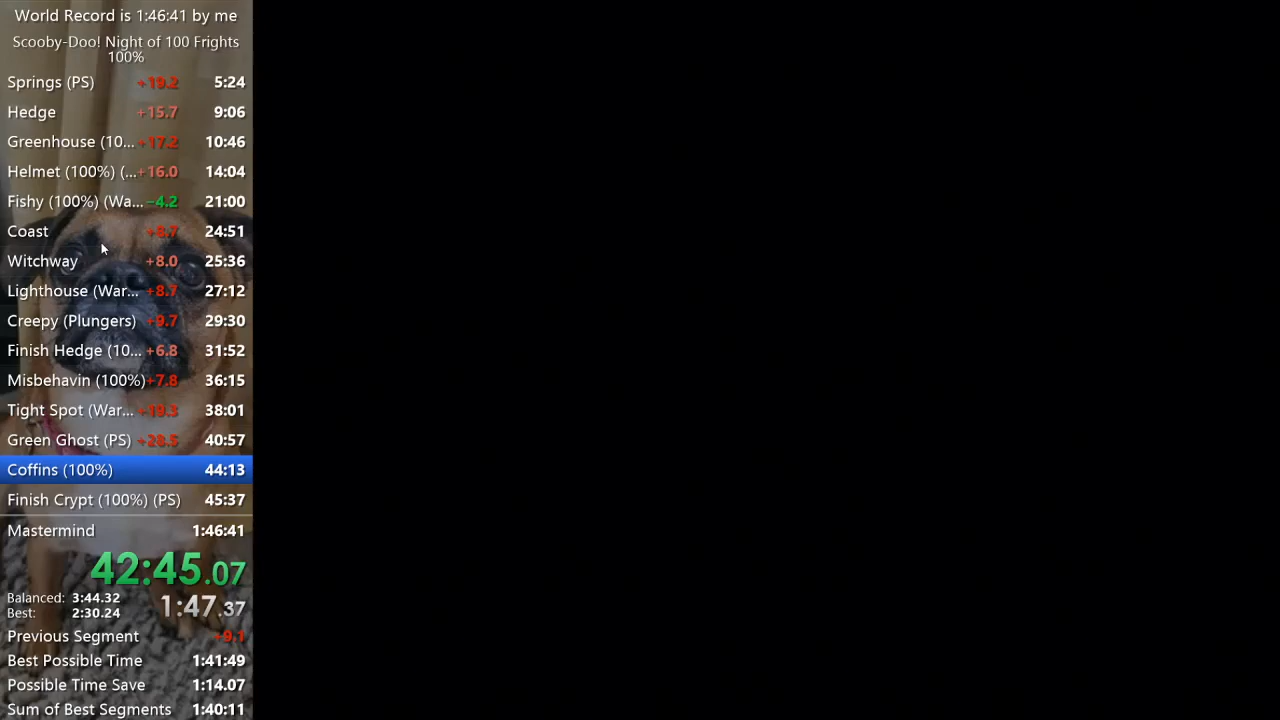 World Record is 1:46:41 by me
Scooby-Doo! Night of 100 Frights
100%
Springs (PS) +19.2 5:24
Hedge +15.7 9:06
Greenhouse (10... +17.2 10:46
Helmet (100%) (... +16.0 14:04
Fishy (100%) (Wa... −4.2 21:00
Coast +8.7 24:51
Witchway +8.0 25:36
Lighthouse (War... +8.7 27:12
Creepy (Plungers) +9.7 29:30
Finish Hedge (10... +6.8 31:52
Misbehavin (100%) +7.8 36:15
Tight Spot (War... +19.3 38:01
Green Ghost (PS) +28.5 40:57
Coffins (100%) 44:13
Finish Crypt (100%) (PS) 45:37
Mastermind 1:46:41
42:45.07
Balanced: 3:44.32
Best: 2:30.24
1:47.37
Previous Segment +9.1
Best Possible Time 1:41:49
Possible Time Save 1:14.07
Sum of Best Segments 1:40:11